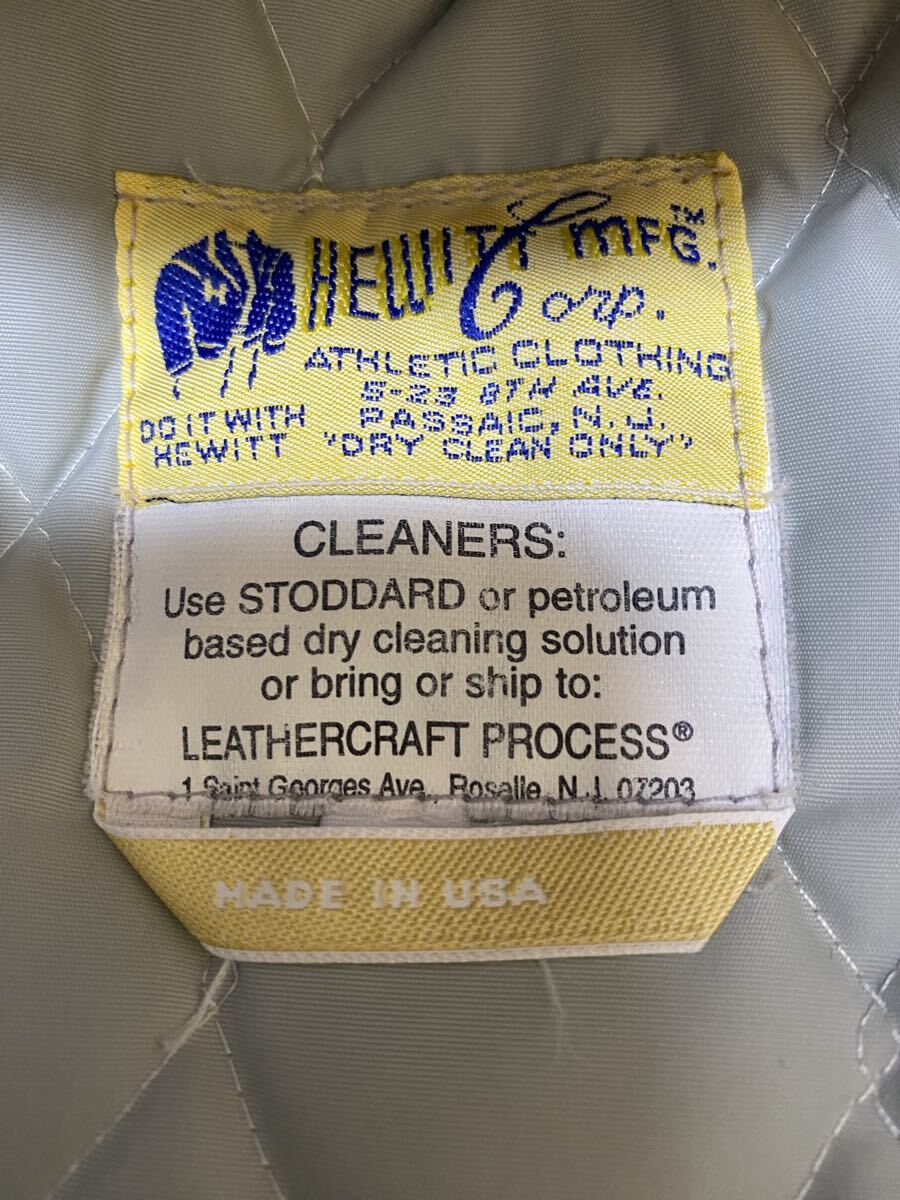 HEWITT MFG.™
Corp.
ATHLETIC CLOTHING
5-23 8TH AVE.
PASSAIC, N.J.
"DRY CLEAN ONLY"
DO IT WITH
HEWITT
CLEANERS:
Use STODDARD or petroleum
based dry cleaning solution
or bring or ship to:
LEATHERCRAFT PROCESS®
1 Saint Georges Ave., Roselle, N.J. 07203
MADE IN USA